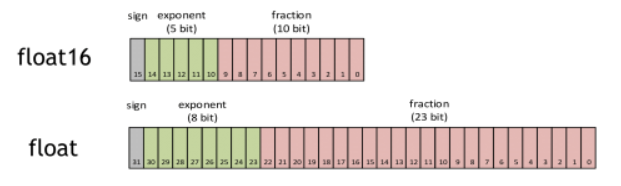 sign exponent fraction
(5 bit) (10 bit)
float16
15 14 13 12 11 10 9 8 7 6 5 4 3 2 1 0
sign exponent fraction
(8 bit) (23 bit)
float
31 30 29 28 27 26 25 24 23 22 21 20 19 18 17 16 15 14 13 12 11 10 9 8 7 6 5 4 3 2 1 0